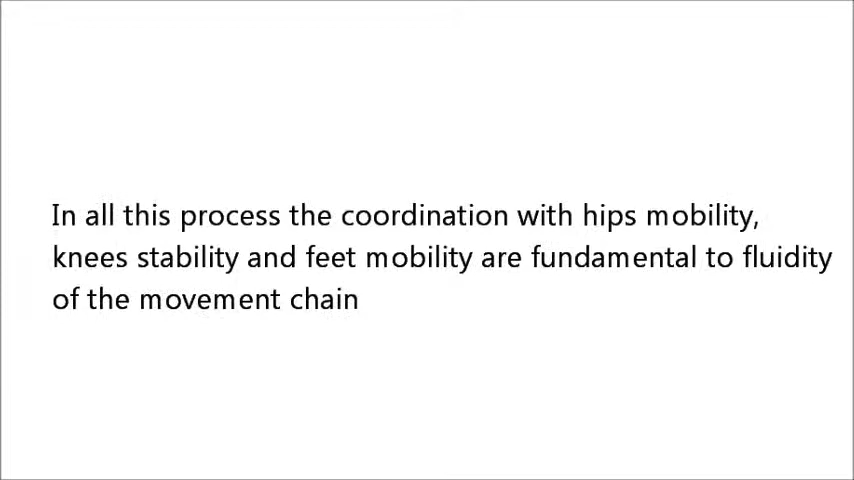 In all this process the coordination with hips mobility,
knees stability and feet mobility are fundamental to fluidity
of the movement chain